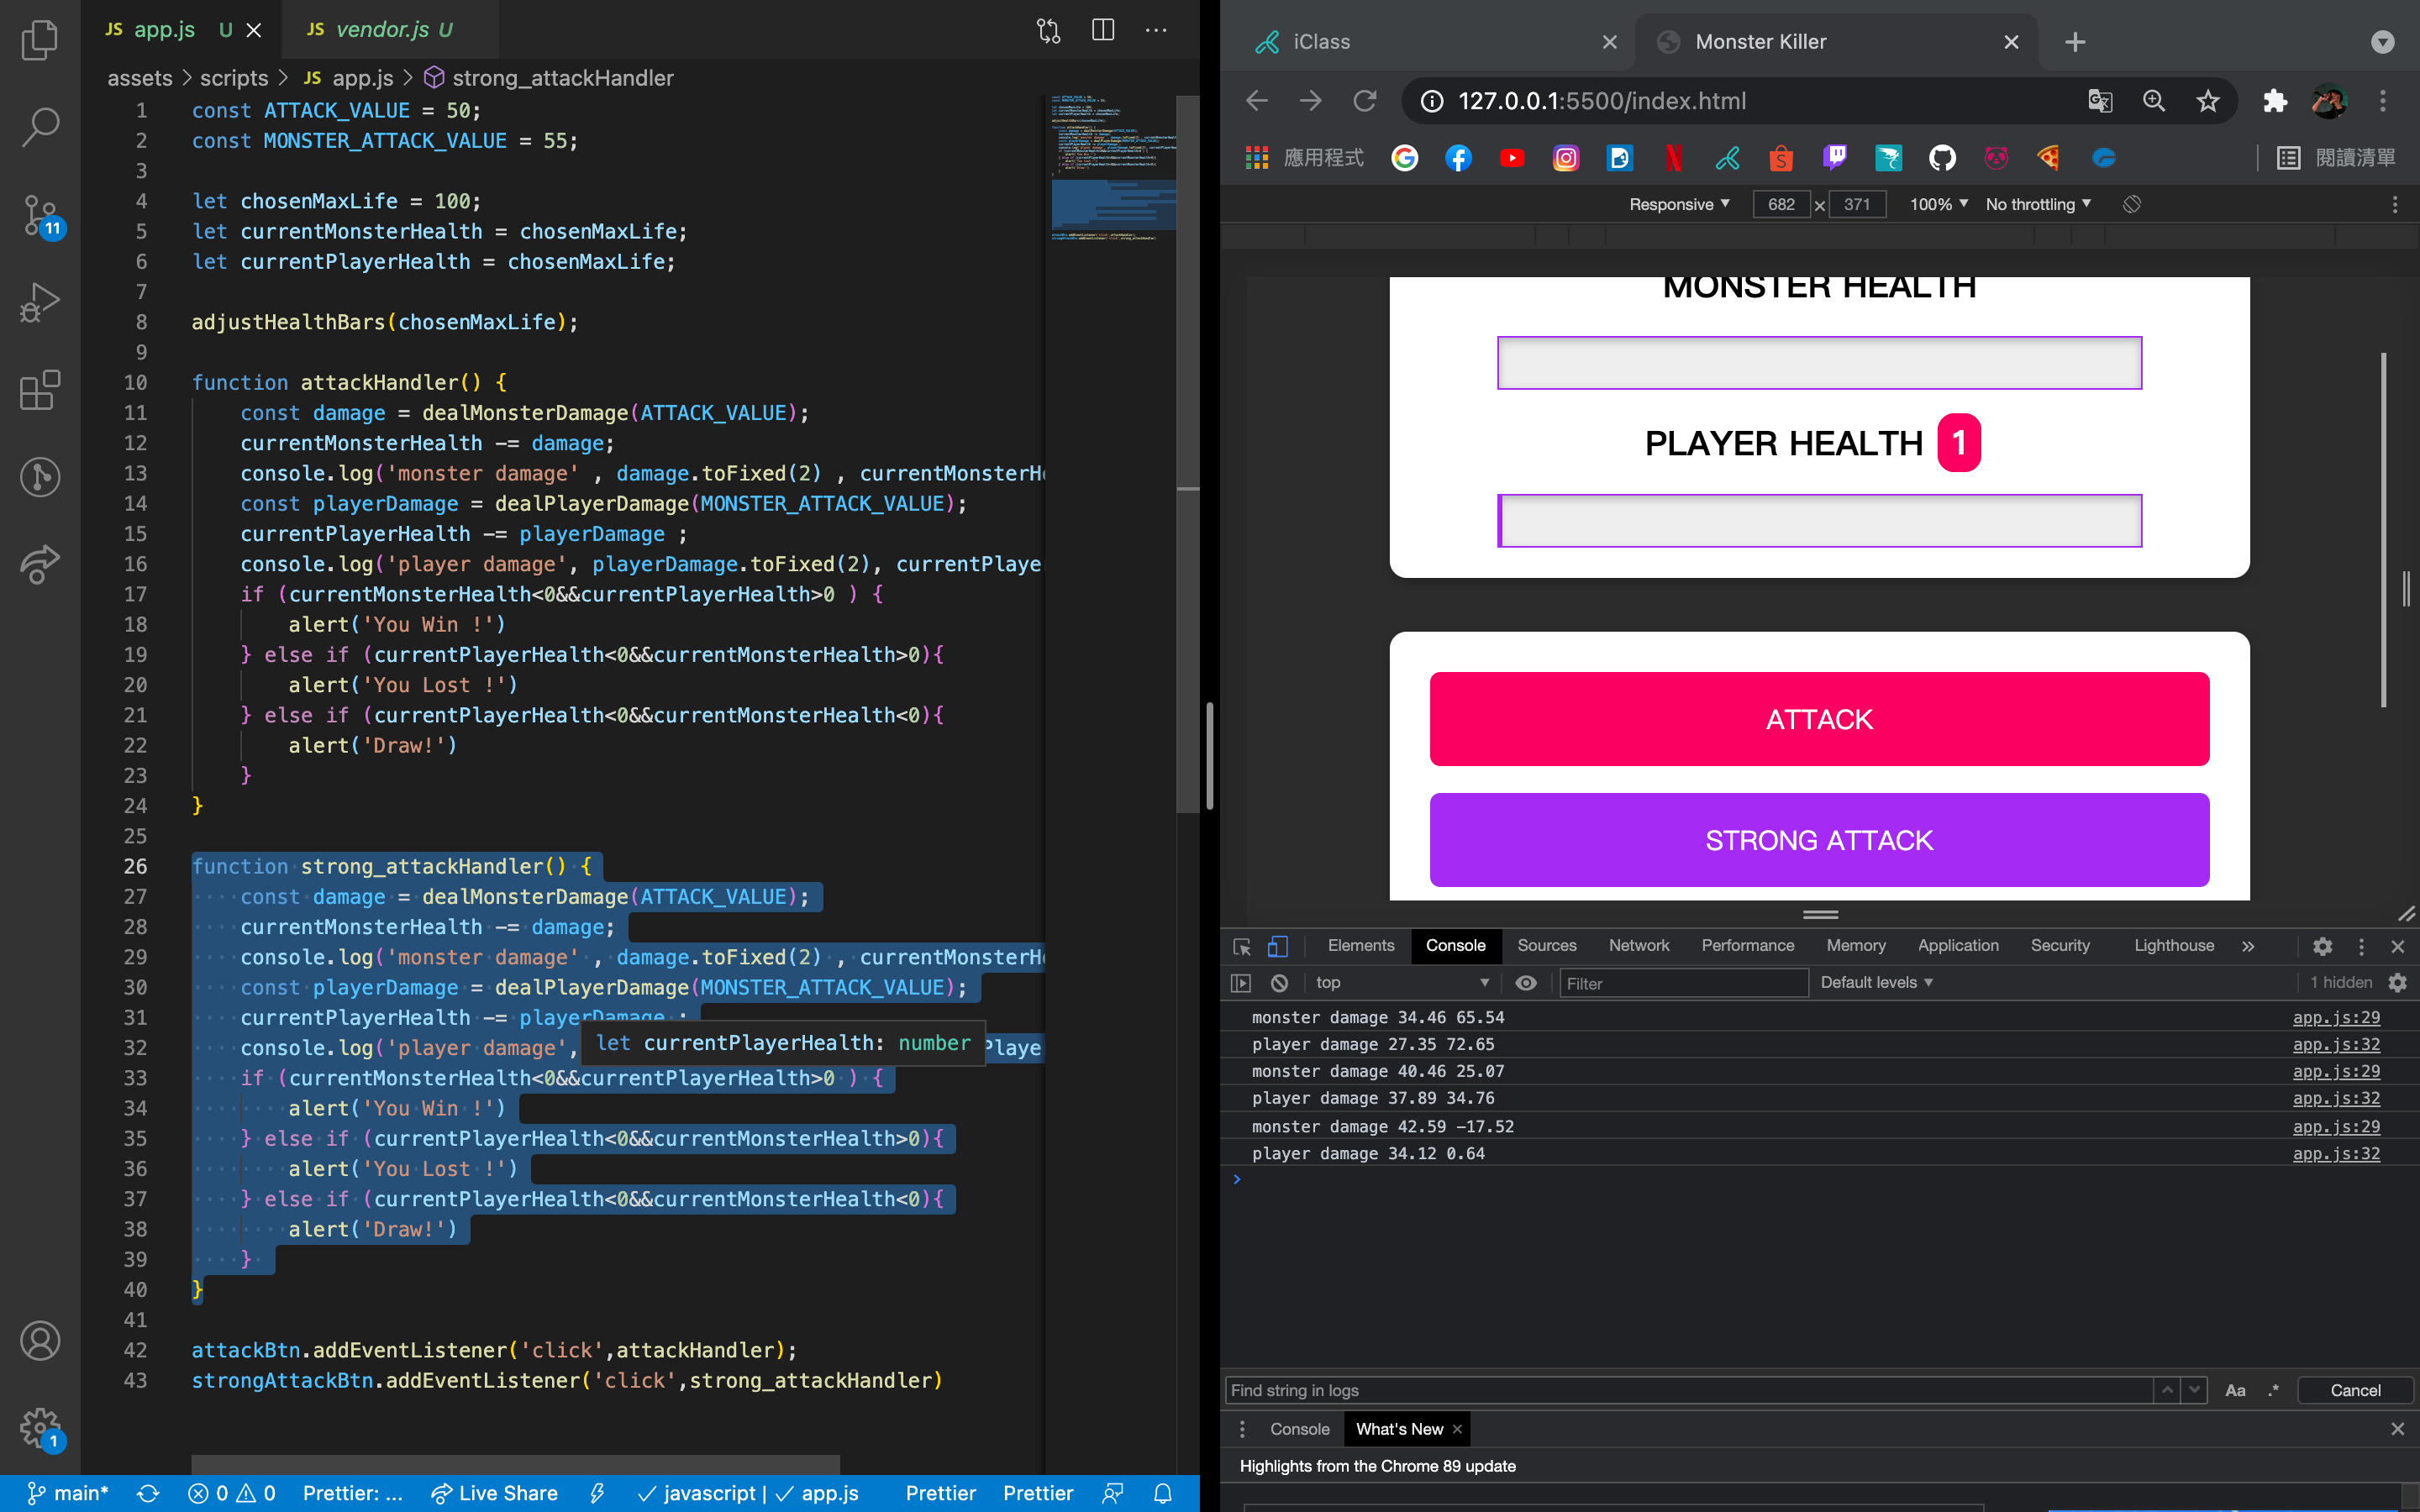 JS app.js U
JS vendor.js U
assets > scripts > JS app.js > strong_attackHandler
1 const ATTACK_VALUE = 50;
2 const MONSTER_ATTACK_VALUE = 55;
3
4 let chosenMaxLife = 100;
5 let currentMonsterHealth = chosenMaxLife;
6 let currentPlayerHealth = chosenMaxLife;
7
8 adjustHealthBars(chosenMaxLife);
9
10 function attackHandler() {
11 const damage = dealMonsterDamage(ATTACK_VALUE);
12 currentMonsterHealth -= damage;
13 console.log('monster damage' , damage.toFixed(2) , currentMonsterHe
14 const playerDamage = dealPlayerDamage(MONSTER_ATTACK_VALUE);
15 currentPlayerHealth -= playerDamage ;
16 console.log('player damage', playerDamage.toFixed(2), currentPlaye
17 if (currentMonsterHealth<0&&currentPlayerHealth>0 ) {
18 alert('You Win !')
19 } else if (currentPlayerHealth<0&&currentMonsterHealth>0){
20 alert('You Lost !')
21 } else if (currentPlayerHealth<0&&currentMonsterHealth<0){
22 alert('Draw!')
23 }
24 }
25
26 function strong_attackHandler() {
27 const damage = dealMonsterDamage(ATTACK_VALUE);
28 currentMonsterHealth -= damage;
29 console.log('monster damage' , damage.toFixed(2) , currentMonsterHe
30 const playerDamage = dealPlayerDamage(MONSTER_ATTACK_VALUE);
31 currentPlayerHealth -= playerDamage ;
32 console.log('player damage', Playe
let currentPlayerHealth: number
33 if (currentMonsterHealth<0&&currentPlayerHealth>0 ) {
34 alert('You Win !')
35 } else if (currentPlayerHealth<0&&currentMonsterHealth>0){
36 alert('You Lost !')
37 } else if (currentPlayerHealth<0&&currentMonsterHealth<0){
38 alert('Draw!')
39 }
40 }
41
42 attackBtn.addEventListener('click',attackHandler);
43 strongAttackBtn.addEventListener('click',strong_attackHandler)
11
1
main* 0 0 Prettier: ... Live Share javascript | app.js Prettier Prettier
iClass
Monster Killer
127.0.0.1:5500/index.html
應用程式
閱讀清單
Responsive 682 x 371 100% No throttling
MONSTER HEALTH
PLAYER HEALTH 1
ATTACK
STRONG ATTACK
Elements Console Sources Network Performance Memory Application Security Lighthouse »
top Filter Default levels 1 hidden
monster damage 34.46 65.54 app.js:29
player damage 27.35 72.65 app.js:32
monster damage 40.46 25.07 app.js:29
player damage 37.89 34.76 app.js:32
monster damage 42.59 -17.52 app.js:29
player damage 34.12 0.64 app.js:32
>
Find string in logs Aa .* Cancel
Console What's New
Highlights from the Chrome 89 update